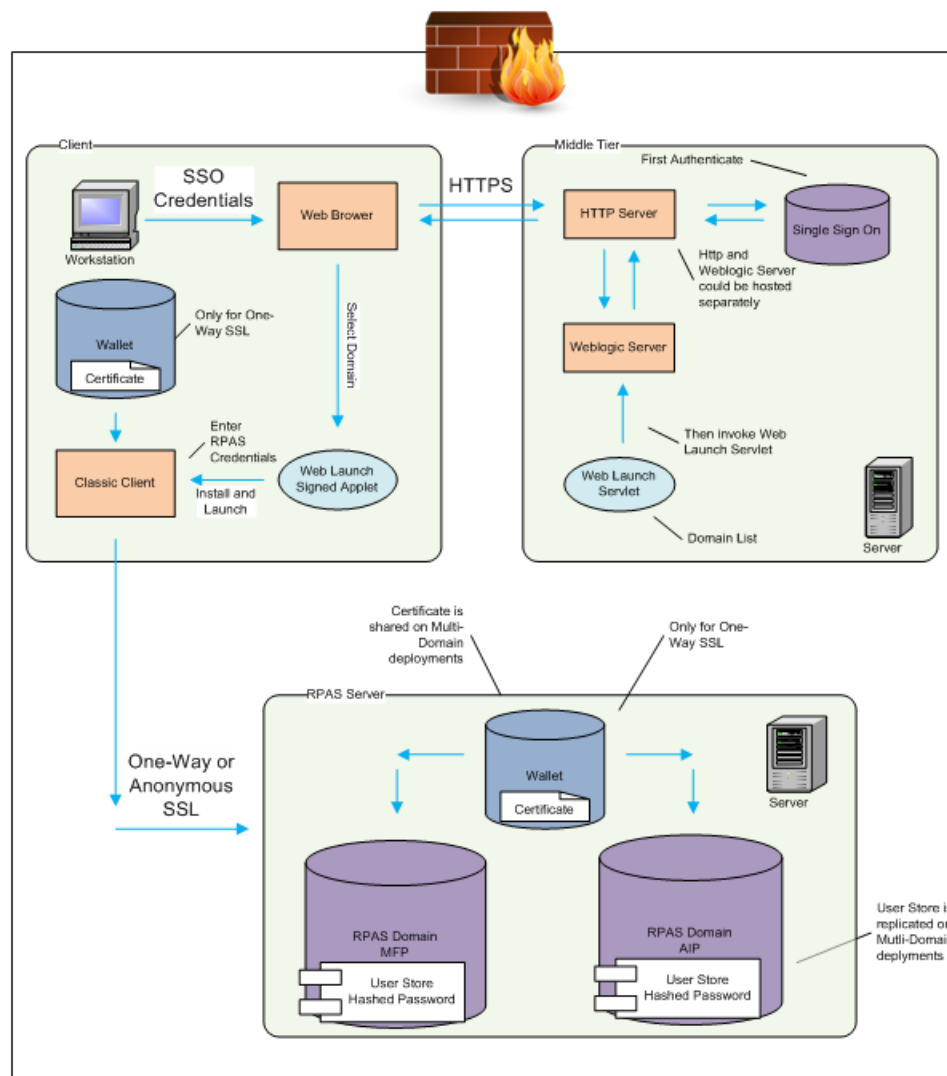 Client
SSO
Credentials
Workstation
Web Brower
HTTPS
Only for One-
Way SSL
Wallet
Certificate
Select Domain
Enter
RPAS
Credentials
Classic Client
Install and
Launch
Web Launch
Signed Applet
Middle Tier
First Authenticate
HTTP Server
Single Sign On
Http and
Weblogic Server
could be hosted
separately
Weblogic Server
Then invoke Web
Launch Servlet
Web Launch
Servlet
Domain List
Server
One-Way or
Anonymous
SSL
Certificate is
shared on Multi-
Domain
deployments
Only for One-
Way SSL
RPAS Server
Wallet
Certificate
Server
RPAS Domain
MFP
User Store
Hashed Password
RPAS Domain
AIP
User Store
Hashed Password
User Store i
replicated o
Mutli-Domai
deplyments